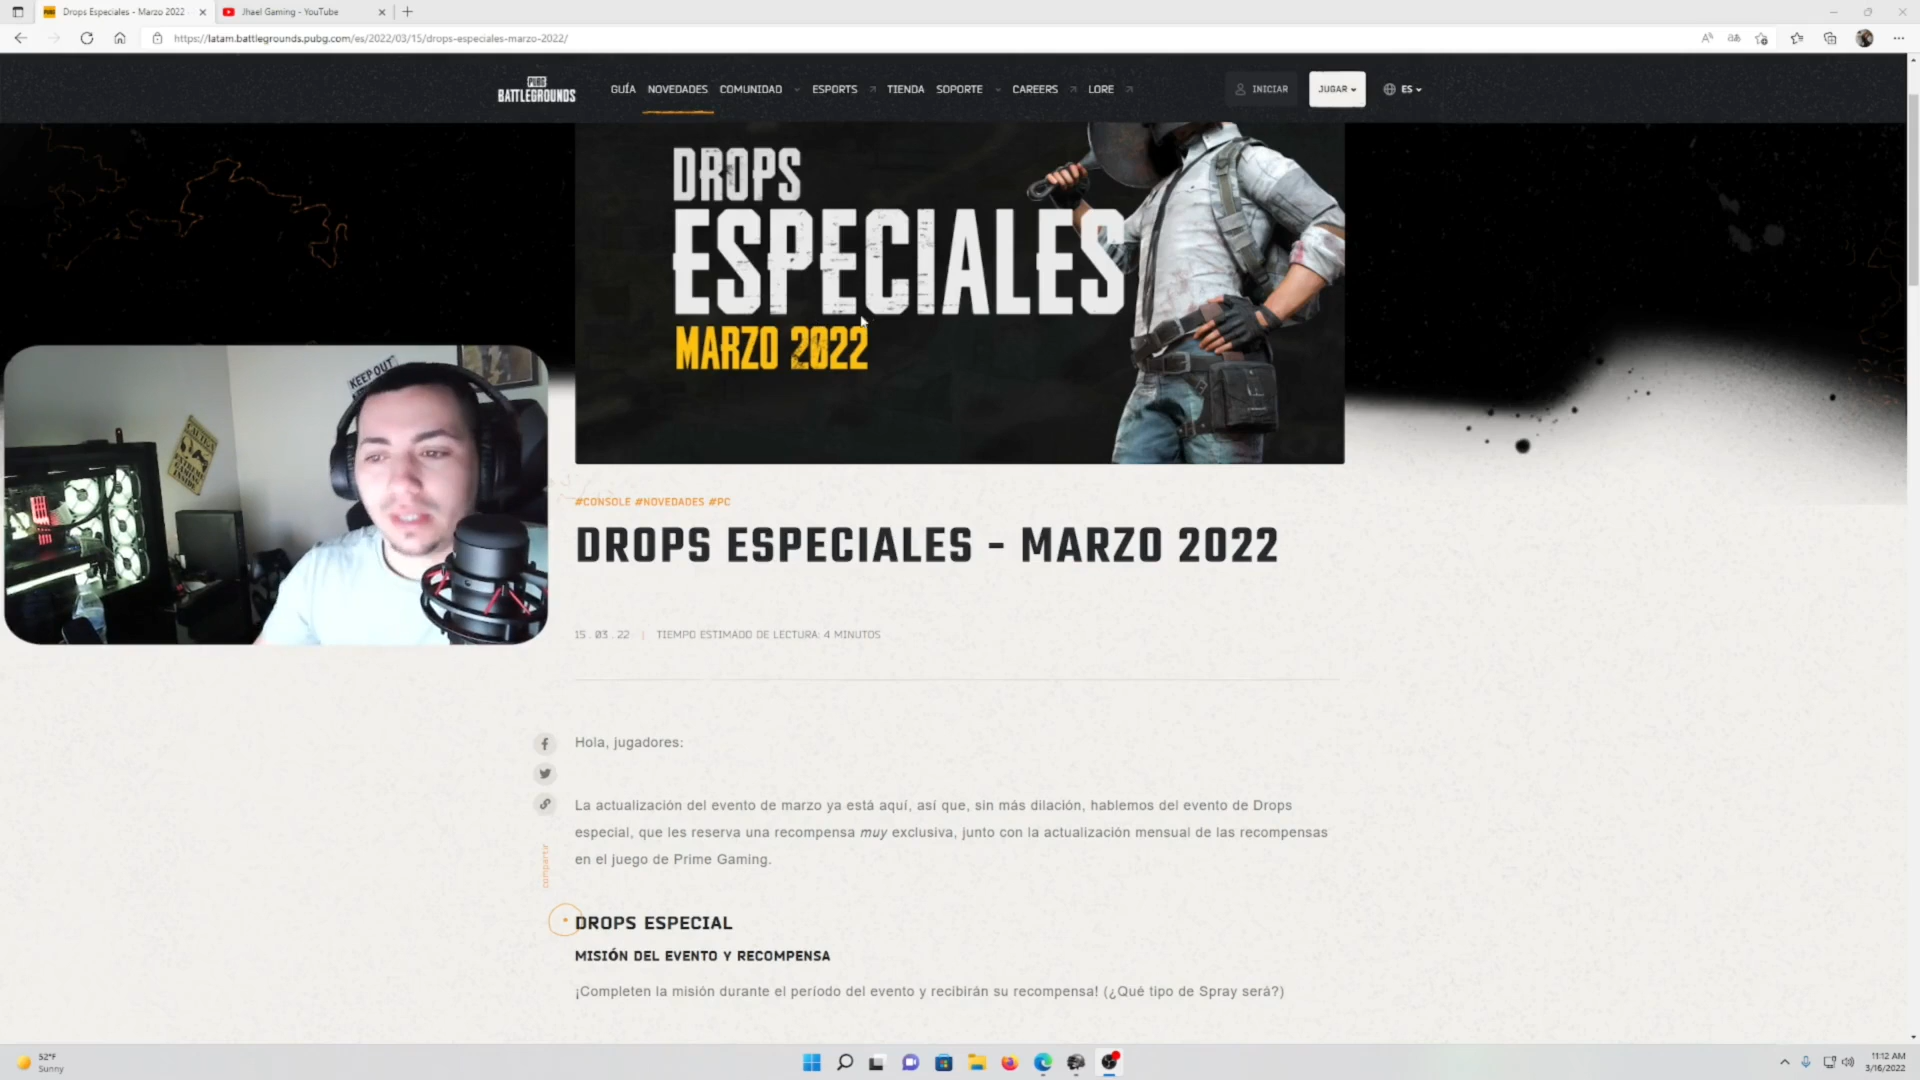 Drops Especiales - Marzo 2022
Jhael Gaming - YouTube
https://latam.battlegrounds.pubg.com/es/2022/03/15/drops-especiales-marzo-2022/
PUBG
BATTLEGROUNDS
GUÍA NOVEDADES COMUNIDAD ESPORTS TIENDA SOPORTE CAREERS LORE
INICIAR
JUGAR
ES
DROPS
ESPECIALES
MARZO 2022
KEEP OUT
CAUTION
EXTREME
GAMING
INSIDE
#CONSOLE #NOVEDADES #PC
DROPS ESPECIALES - MARZO 2022
15 . 03 . 22 | TIEMPO ESTIMADO DE LECTURA: 4 MINUTOS
Hola, jugadores:
La actualización del evento de marzo ya está aquí, así que, sin más dilación, hablemos del evento de Drops
especial, que les reserva una recompensa muy exclusiva, junto con la actualización mensual de las recompensas
en el juego de Prime Gaming.
compartir
DROPS ESPECIAL
MISIÓN DEL EVENTO Y RECOMPENSA
¡Completen la misión durante el período del evento y recibirán su recompensa! (¿Qué tipo de Spray será?)
52°F
Sunny
11:12 AM
3/16/2022